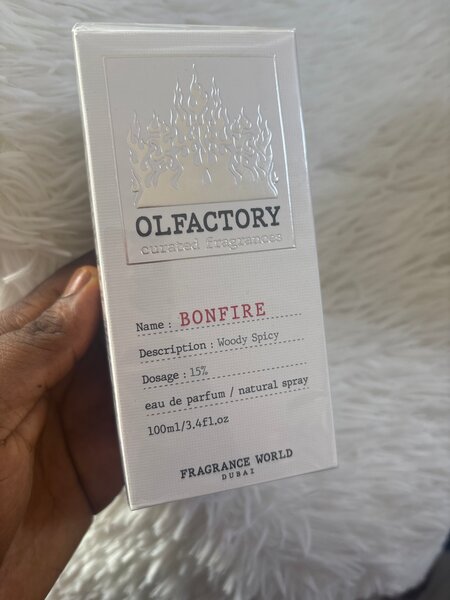 OLFACTORY
curated fragrances
Name : BONFIRE
Description : Woody Spicy
Dosage : 15%
eau de parfum / natural spray
100ml/3.4fl.oz
FRAGRANCE WORLD
DUBAI